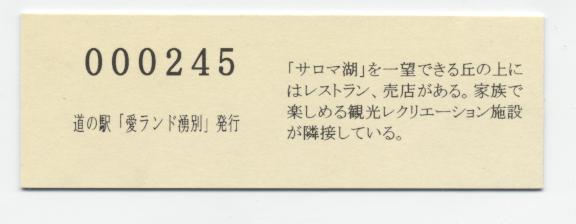 000245
道の駅「愛ランド湧別」発行
「サロマ湖」を一望できる丘の上に
はレストラン、売店がある。家族で
楽しめる観光レクリエーション施設
が隣接している。